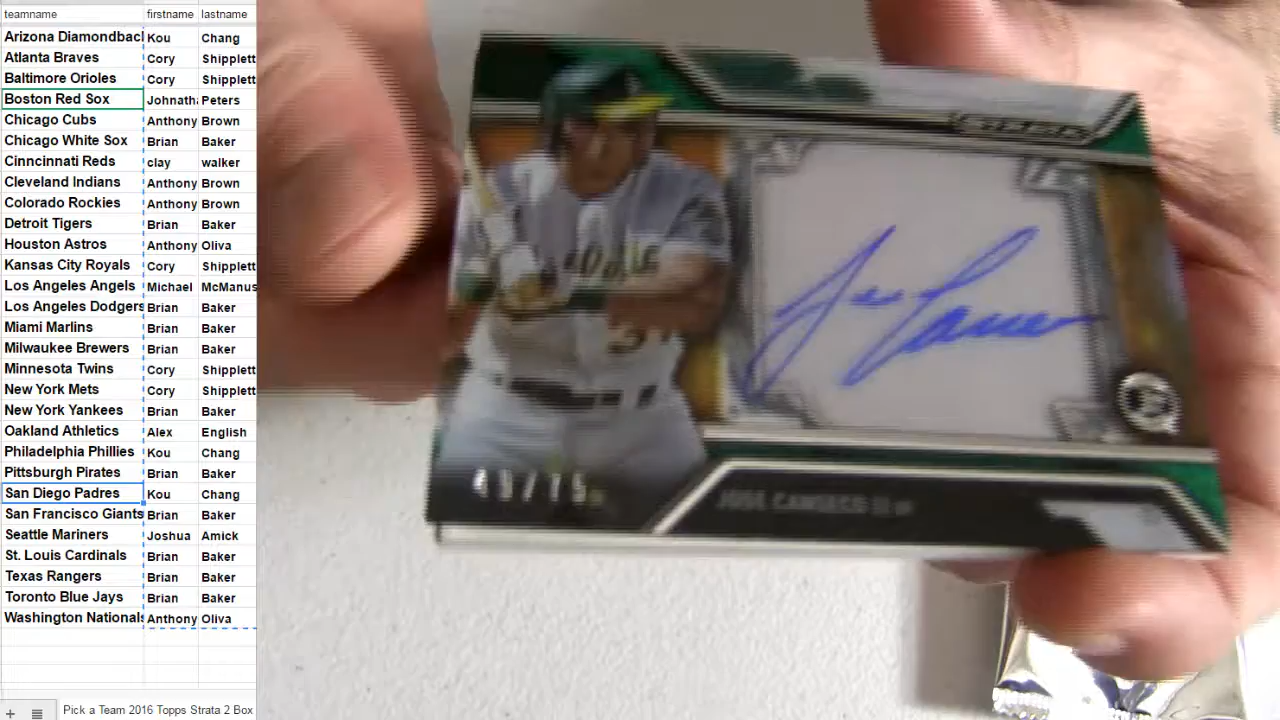 teamname firstname lastname
Arizona Diamondbacl Kou Chang
Atlanta Braves Cory Shipplett
Baltimore Orioles Cory Shipplett
Boston Red Sox Johnatha Peters
Chicago Cubs Anthony Brown
Chicago White Sox Brian Baker
Cinncinnati Reds clay walker
Cleveland Indians Anthony Brown
Colorado Rockies Anthony Brown
Detroit Tigers Brian Baker
Houston Astros Anthony Oliva
Kansas City Royals Cory Shipplett
Los Angeles Angels Michael McManus
Los Angeles Dodgers Brian Baker
Miami Marlins Brian Baker
Milwaukee Brewers Brian Baker
Minnesota Twins Cory Shipplett
New York Mets Cory Shipplett
New York Yankees Brian Baker
Oakland Athletics Alex English
Philadelphia Phillies Kou Chang
Pittsburgh Pirates Brian Baker
San Diego Padres Kou Chang
San Francisco Giants Brian Baker
Seattle Mariners Joshua Amick
St. Louis Cardinals Brian Baker
Texas Rangers Brian Baker
Toronto Blue Jays Brian Baker
Washington Nationals Anthony Oliva
Pick a Team 2016 Topps Strata 2 Box
JOSE CANSECO